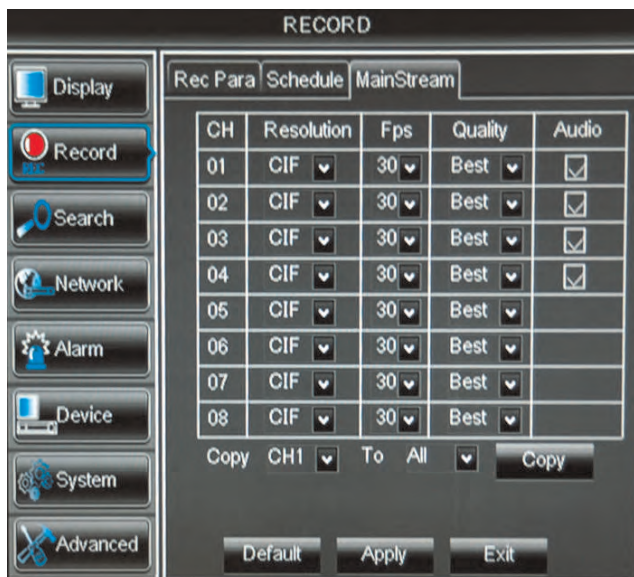 RECORD
Display
Record
REC
Search
Network
Alarm
Device
System
Advanced
Rec Para Schedule MainStream
CH Resolution Fps Quality Audio
01 CIF 30 Best
02 CIF 30 Best
03 CIF 30 Best
04 CIF 30 Best
05 CIF 30 Best
06 CIF 30 Best
07 CIF 30 Best
08 CIF 30 Best
Copy CH1 To All Copy
Default Apply Exit